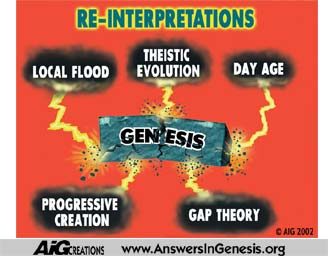 RE-INTERPRETATIONS
THEISTIC
EVOLUTION
LOCAL FLOOD
DAY AGE
GENESIS
PROGRESSIVE
CREATION
GAP THEORY
© AIG 2002
AiG CREATIONS www.AnswersInGenesis.org